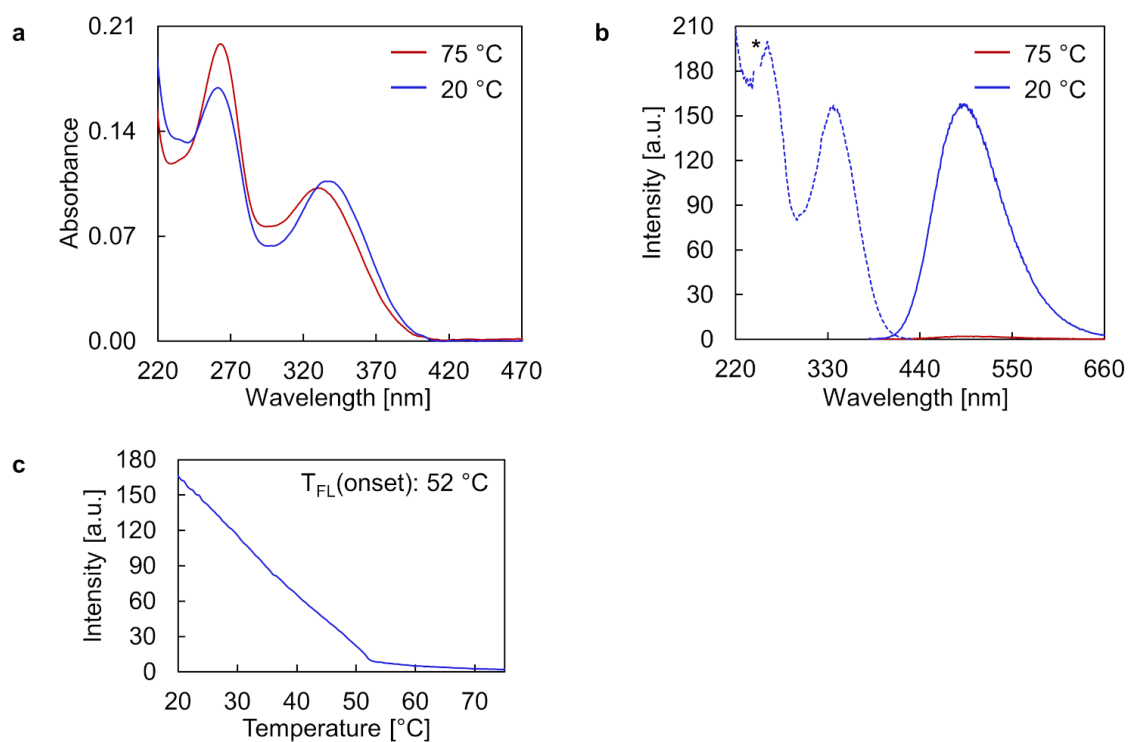 a
0.21
0.14
0.07
0.00
Absorbance
75 °C
20 °C
220 270 320 370 420 470
Wavelength [nm]
b
210
180
150
120
90
60
30
0
Intensity [a.u.]
*
75 °C
20 °C
220 330 440 550 660
Wavelength [nm]
c
180
150
120
90
60
30
0
Intensity [a.u.]
TFL(onset): 52 °C
20 30 40 50 60 70
Temperature [°C]